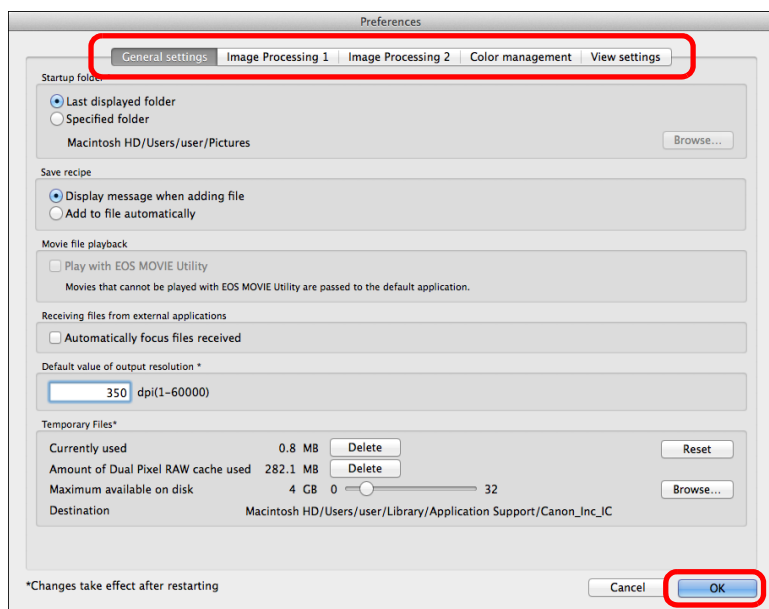 Preferences
General settings Image Processing 1 Image Processing 2 Color management View settings
Startup folder
Last displayed folder
Specified folder
Macintosh HD/Users/user/Pictures Browse...
Save recipe
Display message when adding file
Add to file automatically
Movie file playback
Play with EOS MOVIE Utility
Movies that cannot be played with EOS MOVIE Utility are passed to the default application.
Receiving files from external applications
Automatically focus files received
Default value of output resolution *
350 dpi(1-60000)
Temporary Files*
Currently used 0.8 MB Delete Reset
Amount of Dual Pixel RAW cache used 282.1 MB Delete
Maximum available on disk 4 GB 0 32 Browse...
Destination Macintosh HD/Users/user/Library/Application Support/Canon_Inc_IC
*Changes take effect after restarting Cancel OK